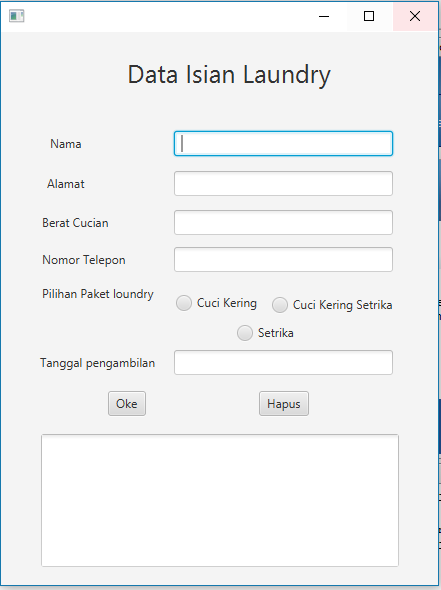 Data Isian Laundry
Nama
Alamat
Berat Cucian
Nomor Telepon
Pilihan Paket loundry
Cuci Kering
Cuci Kering Setrika
Setrika
Tanggal pengambilan
Oke
Hapus